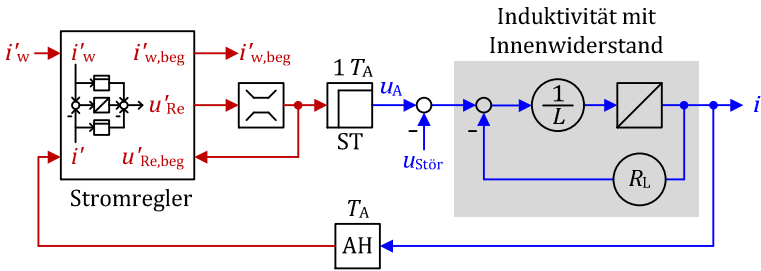 Induktivität mit
Innenwiderstand
i′w
i′w
i′w,beg
i′w,beg
1 TA
uA
u′Re
1
L
i
-
-
-
ST
i′
u′Re,beg
uStör
RL
Stromregler
TA
AH